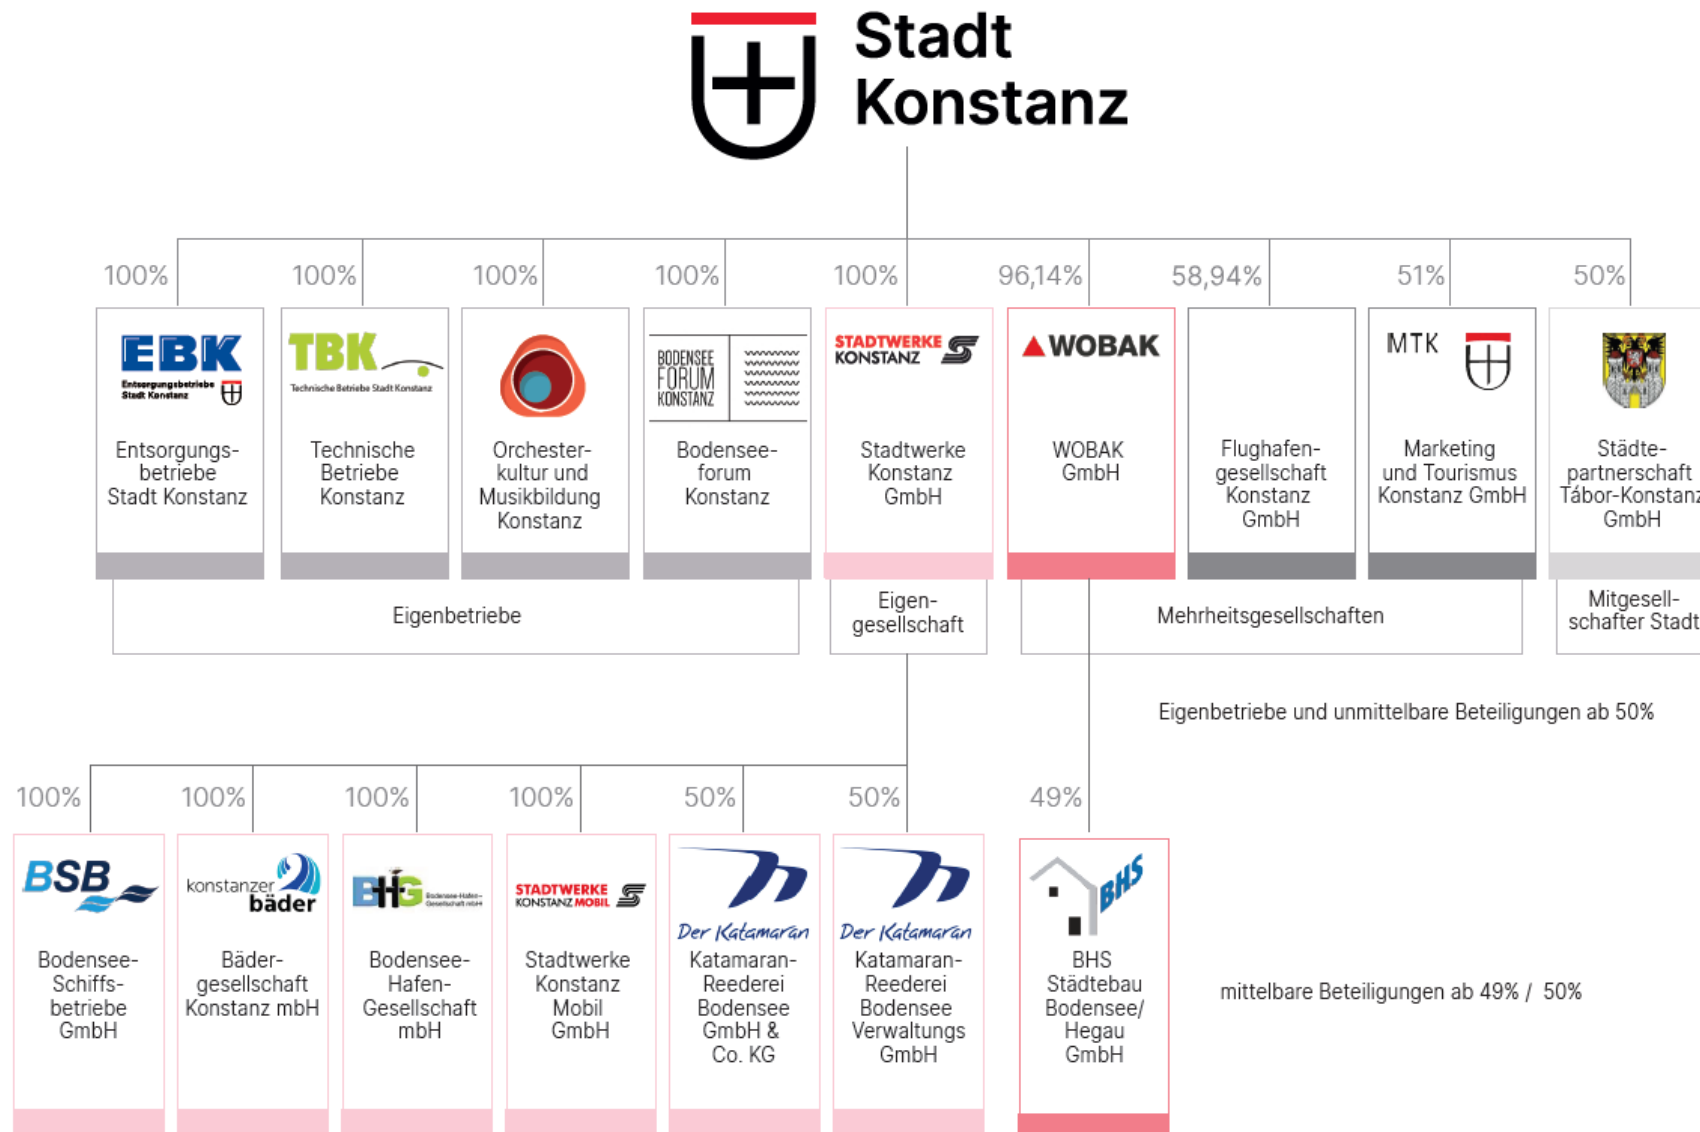 Stadt
Konstanz
100%
100%
100%
100%
100%
96,14%
58,94%
51%
50%
EBK
Entsorgungsbetriebe
Stadt Konstanz
Entsorgungs-
betriebe
Stadt Konstanz
TBK
Technische Betriebe Stadt Konstanz
Technische
Betriebe
Konstanz
Orchester-
kultur und
Musikbildung
Konstanz
BODENSEE
FORUM
KONSTANZ
Bodensee-
forum
Konstanz
STADTWERKE
KONSTANZ
Stadtwerke
Konstanz
GmbH
WOBAK
WOBAK
GmbH
Flughafen-
gesellschaft
Konstanz
GmbH
MTK
Marketing
und Tourismus
Konstanz GmbH
Städte-
partnerschaft
Tábor-Konstanz
GmbH
Eigenbetriebe
Eigen-
gesellschaft
Mehrheitsgesellschaften
Mitgesell-
schafter Stadt
Eigenbetriebe und unmittelbare Beteiligungen ab 50%
100%
100%
100%
100%
50%
50%
49%
BSB
Bodensee-
Schiffs-
betriebe
GmbH
konstanzer
bäder
Bäder-
gesellschaft
Konstanz mbH
BHG
Bodensee-Hafen-
Gesellschaft mbH
Bodensee-
Hafen-
Gesellschaft
mbH
STADTWERKE
KONSTANZ MOBIL
Stadtwerke
Konstanz
Mobil
GmbH
Der Katamaran
Katamaran-
Reederei
Bodensee
GmbH &
Co. KG
Der Katamaran
Katamaran-
Reederei
Bodensee
Verwaltungs
GmbH
BHS
BHS
Städtebau
Bodensee/
Hegau
GmbH
mittelbare Beteiligungen ab 49% / 50%